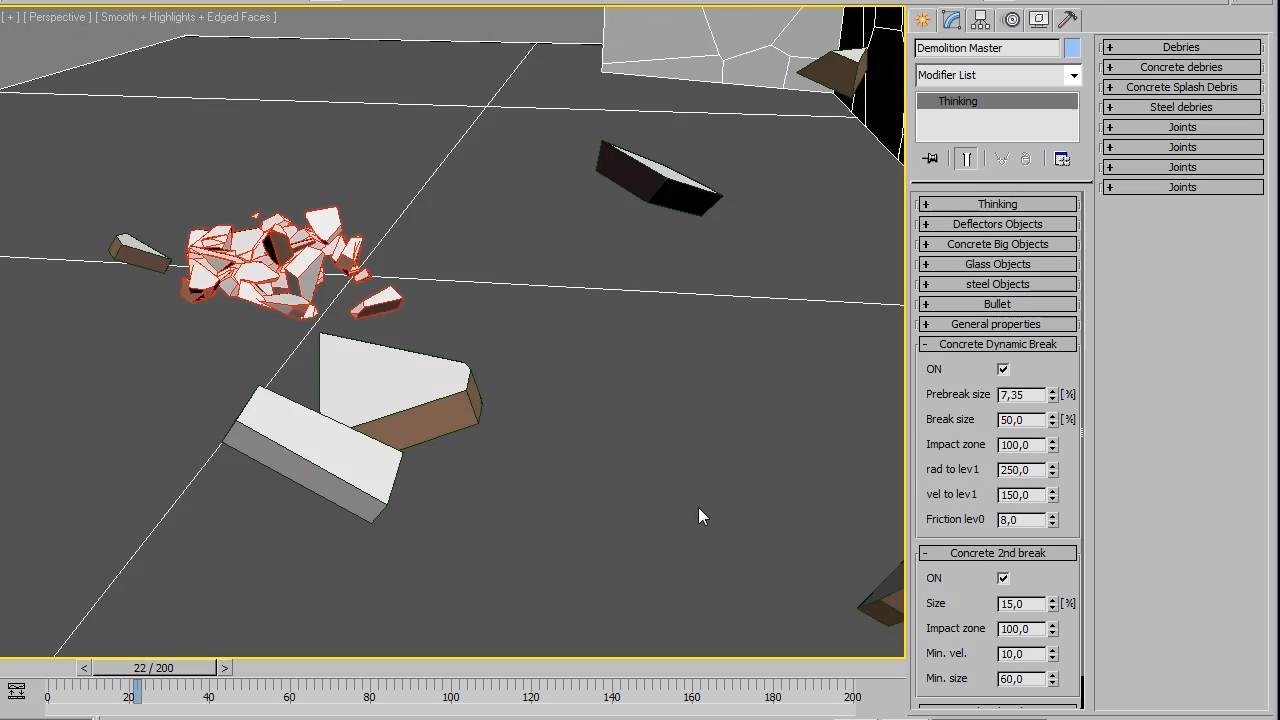 [ + ] [ Perspective ] [ Smooth + Highlights + Edged Faces ]
Demolition Master
Modifier List
Thinking
+ Thinking
+ Deflectors Objects
+ Concrete Big Objects
+ Glass Objects
+ steel Objects
+ Bullet
+ General properties
- Concrete Dynamic Break
ON
Prebreak size 7,35 [%]
Break size 50,0 [%]
Impact zone 100,0
rad to lev1 250,0
vel to lev1 150,0
Friction lev0 8,0
- Concrete 2nd break
ON
Size 15,0 [%]
Impact zone 100,0
Min. vel. 10,0
Min. size 60,0
+ Debries
+ Concrete debries
+ Concrete Splash Debris
+ Steel debries
+ Joints
+ Joints
+ Joints
+ Joints
< 22 / 200 >
0 20 40 60 80 100 120 140 160 180 200